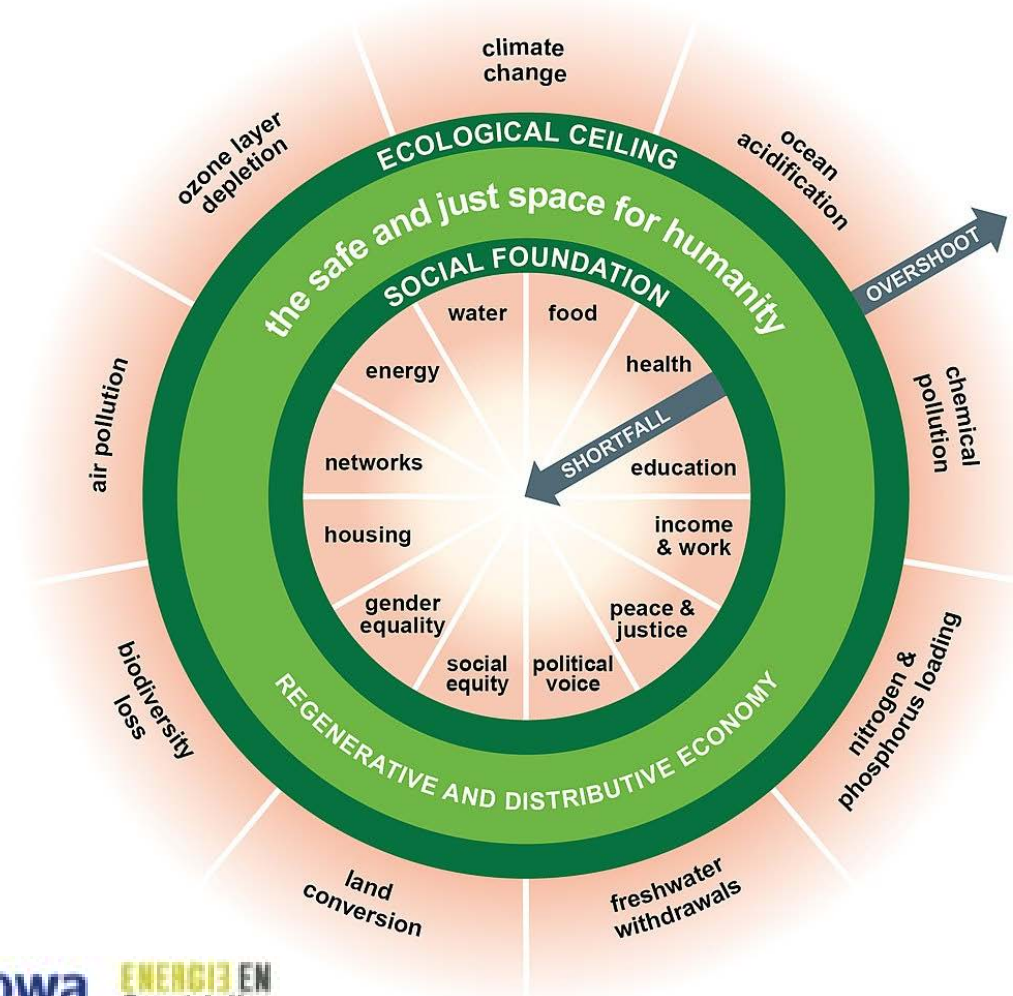 climate
change
ocean
acidification
OVERSHOOT
chemical
pollution
nitrogen &
phosphorus loading
freshwater
withdrawals
land
conversion
biodiversity
loss
air pollution
ozone layer
depletion
ECOLOGICAL CEILING
the safe and just space for humanity
SOCIAL FOUNDATION
water
food
health
SHORTFALL
education
income
& work
peace &
justice
political
voice
social
equity
gender
equality
housing
networks
energy
REGENERATIVE AND DISTRIBUTIVE ECONOMY
ENERGIE EN